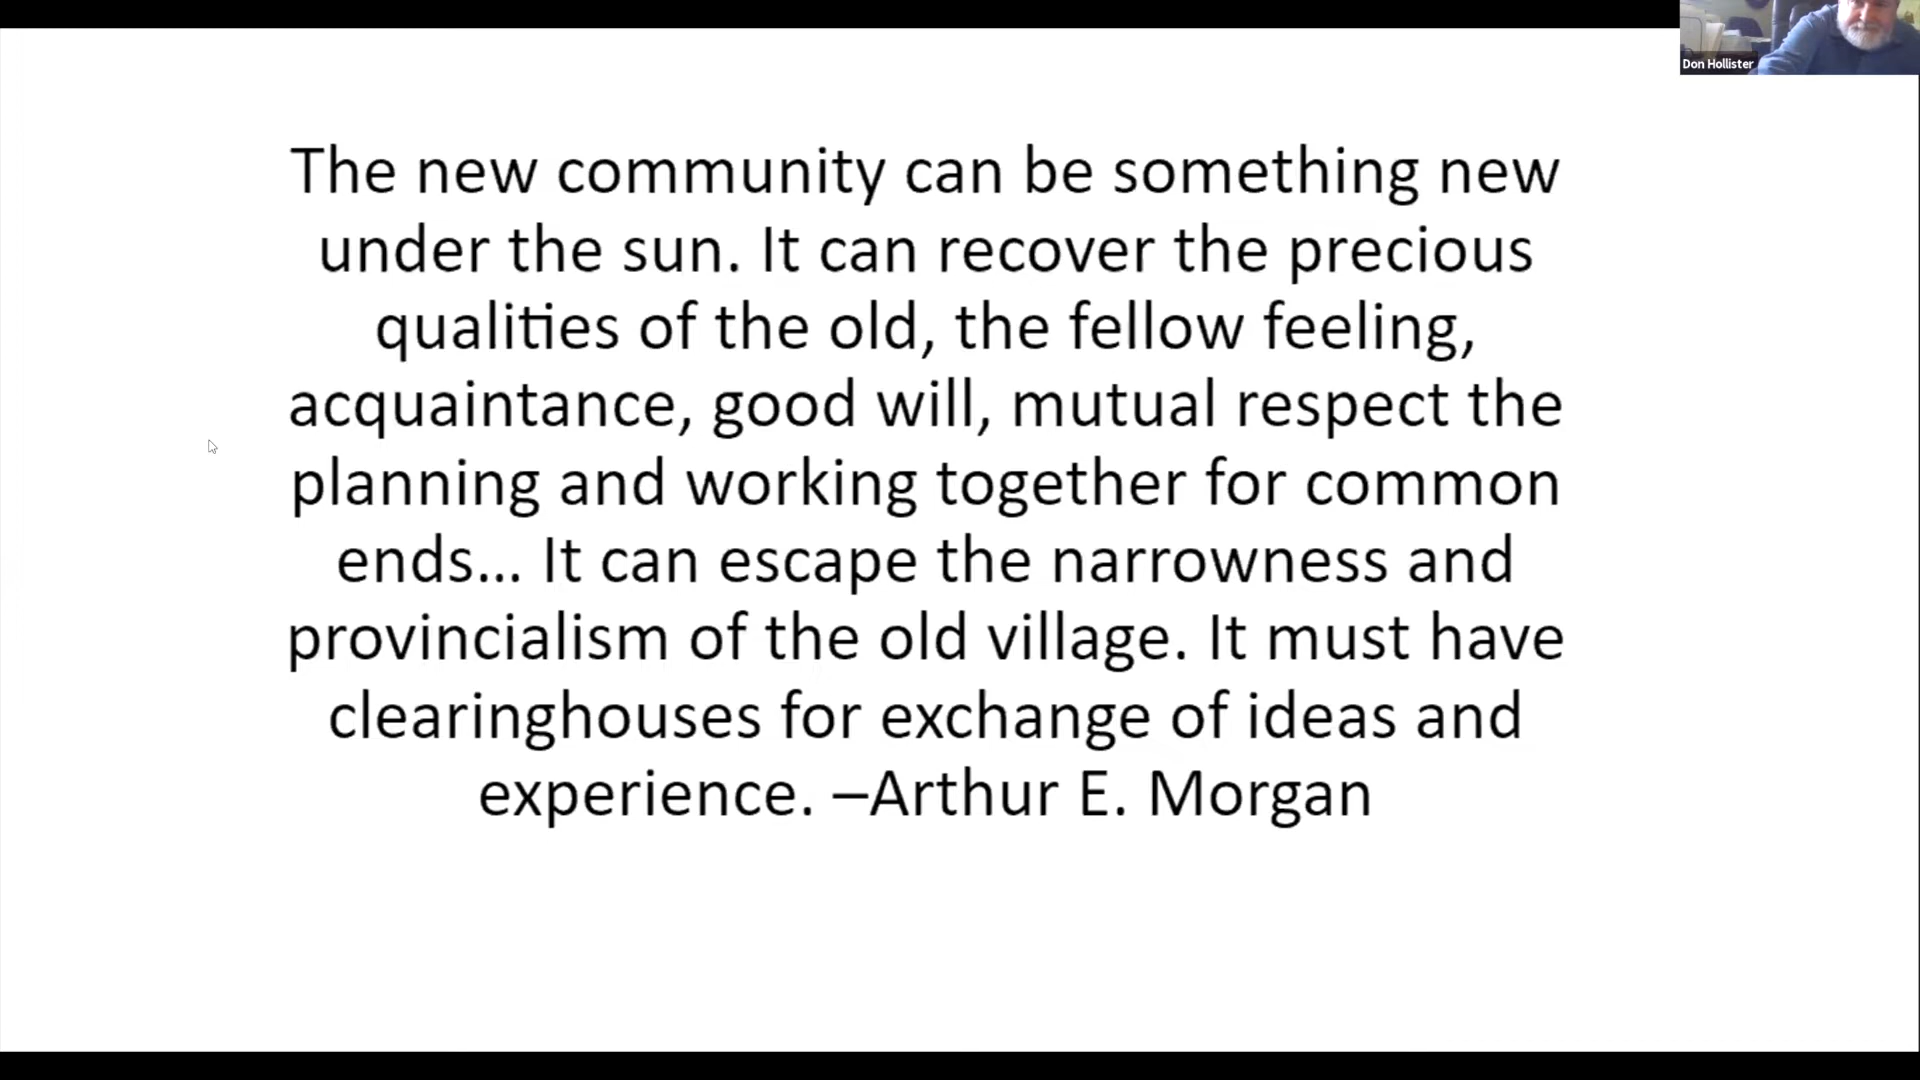 Don Hollister
The new community can be something new
under the sun. It can recover the precious
qualities of the old, the fellow feeling,
acquaintance, good will, mutual respect the
planning and working together for common
ends... It can escape the narrowness and
provincialism of the old village. It must have
clearinghouses for exchange of ideas and
experience. –Arthur E. Morgan